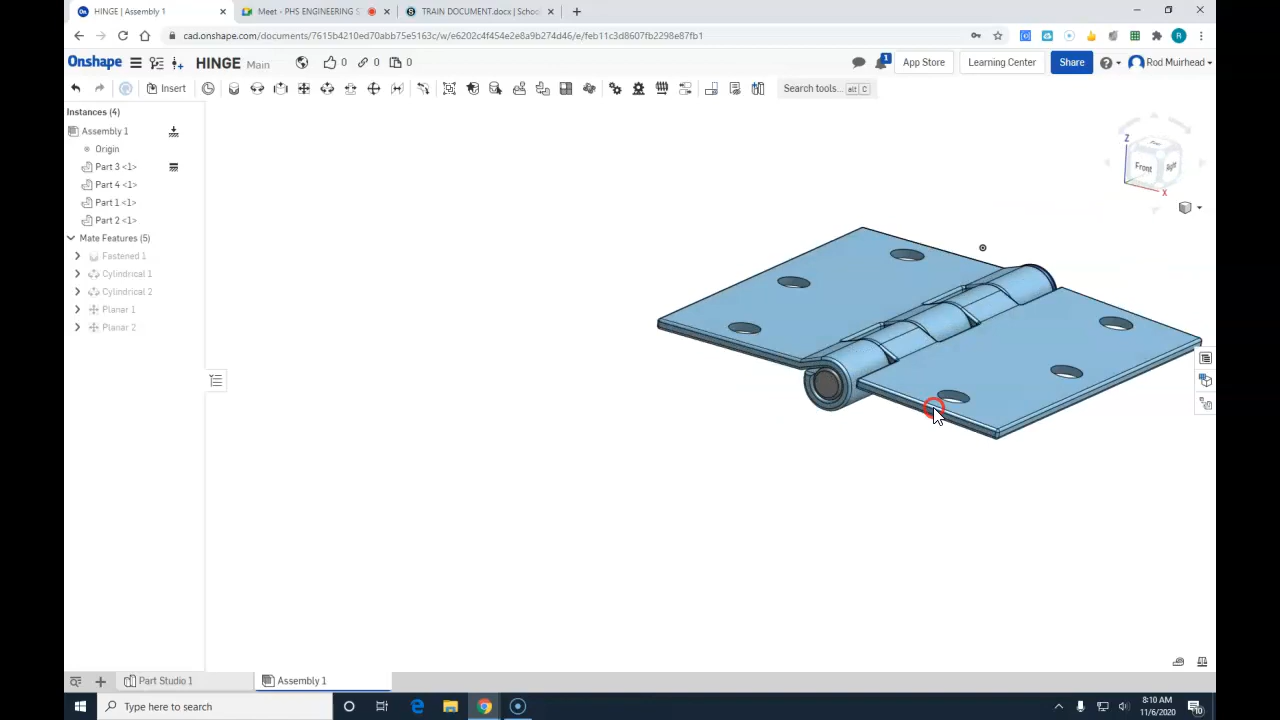 HINGE | Assembly 1
Meet - PHS ENGINEERING S
TRAIN DOCUMENT.docx | School
cad.onshape.com/documents/7615b4210ed70abb75e5163c/w/e6202c4f454e2e8a9b274d46/e/feb11c3d8607fb2298e87fb1
Onshape
HINGE Main
0
0
0
1
App Store
Learning Center
Share
Rod Muirhead
Insert
Search tools... alt C
Instances (4)
Assembly 1
Origin
Part 3 <1>
Part 4 <1>
Part 1 <1>
Part 2 <1>
Mate Features (5)
Fastened 1
Cylindrical 1
Cylindrical 2
Planar 1
Planar 2
Z
Front
Right
X
Part Studio 1
Assembly 1
Type here to search
8:10 AM
11/6/2020